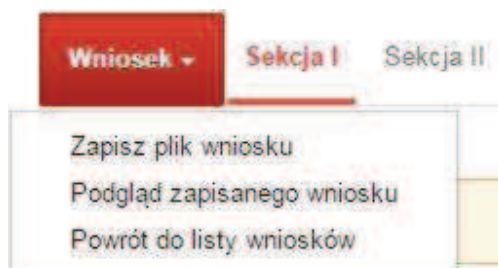 Wniosek Sekcja I Sekcja II
Zapisz plik wniosku
Podgląd zapisanego wniosku
Powrót do listy wniosków